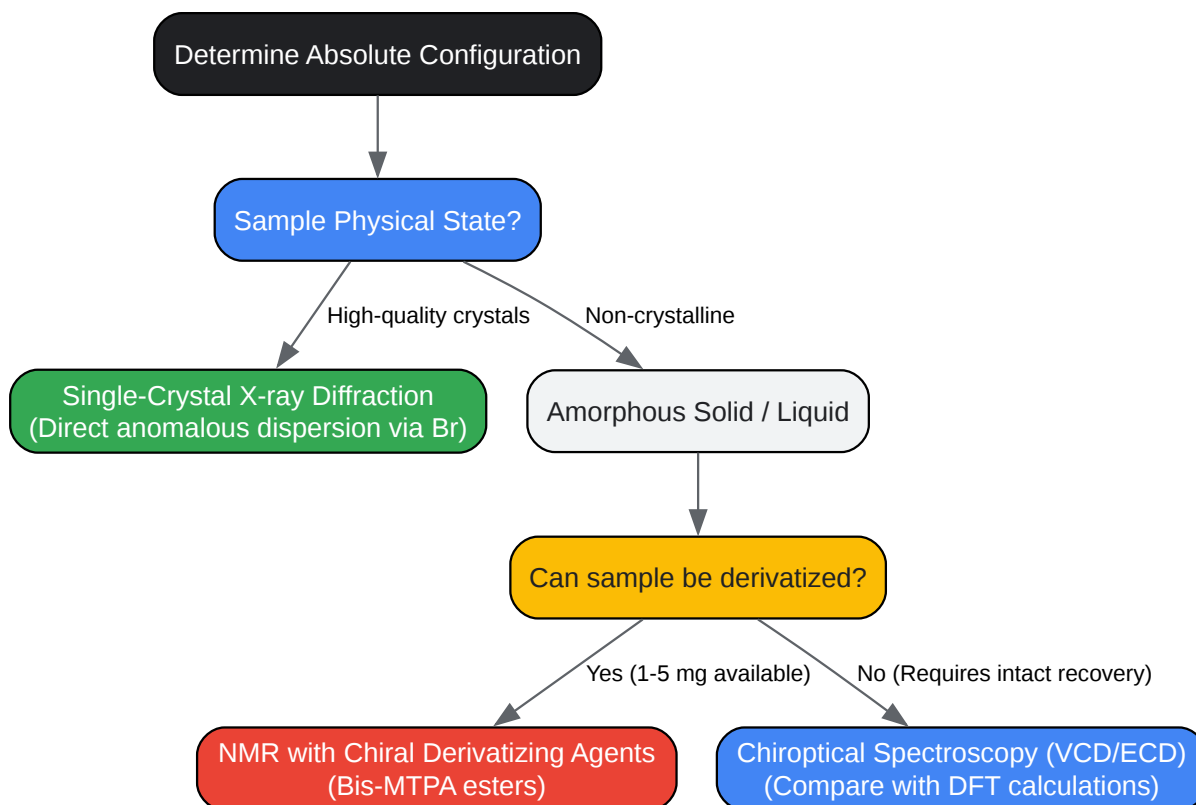 Determine Absolute Configuration
Sample Physical State?
High-quality crystals
Non-crystalline
Single-Crystal X-ray Diffraction
(Direct anomalous dispersion via Br)
Amorphous Solid / Liquid
Can sample be derivatized?
Yes (1-5 mg available)
No (Requires intact recovery)
NMR with Chiral Derivatizing Agents
(Bis-MTPA esters)
Chiroptical Spectroscopy (VCD/ECD)
(Compare with DFT calculations)